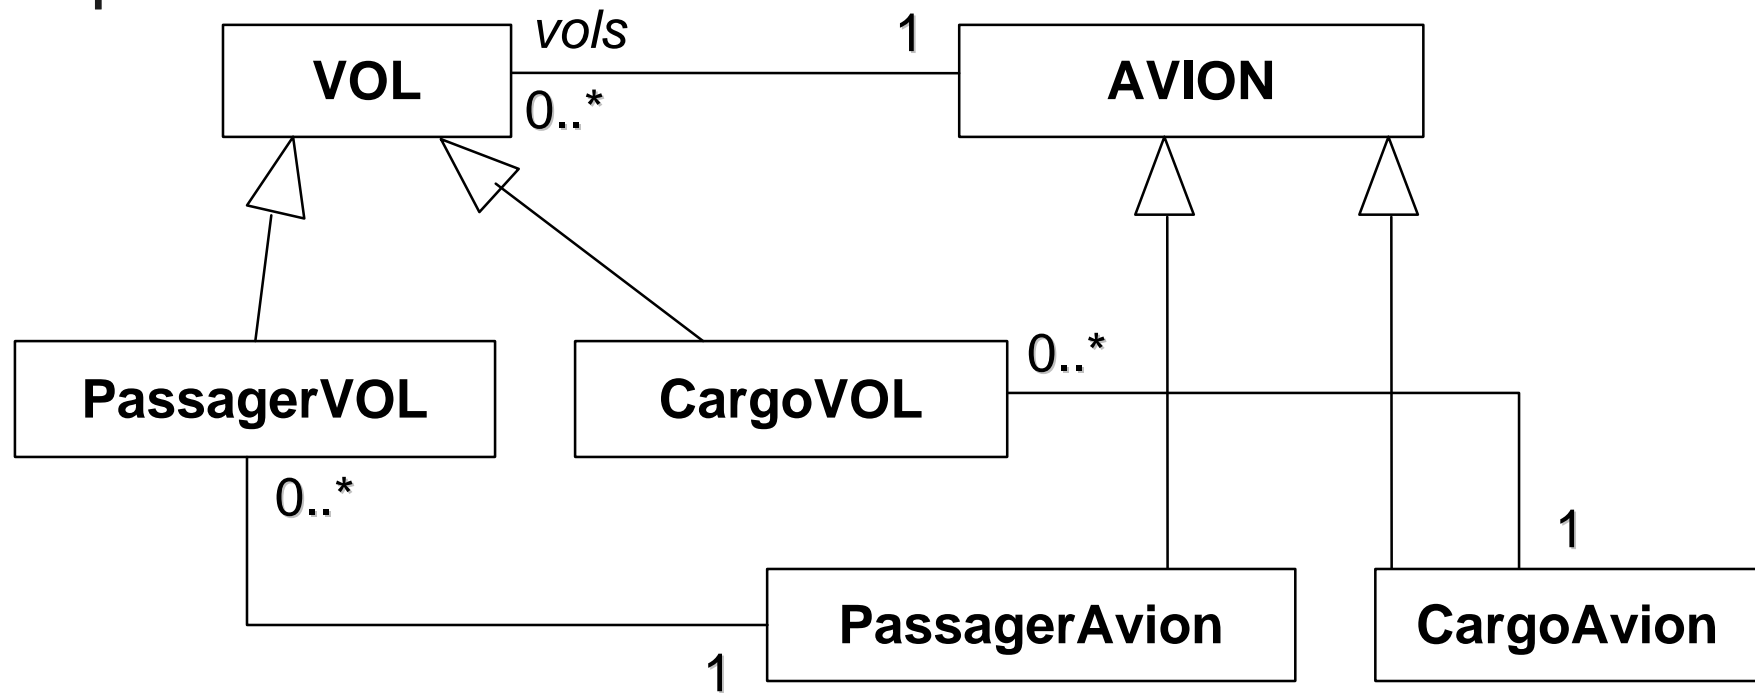 vols 1
VOL AVION
0..*
0..*
PassagerVOL CargoVOL
0..*
1
PassagerAvion CargoAvion
1